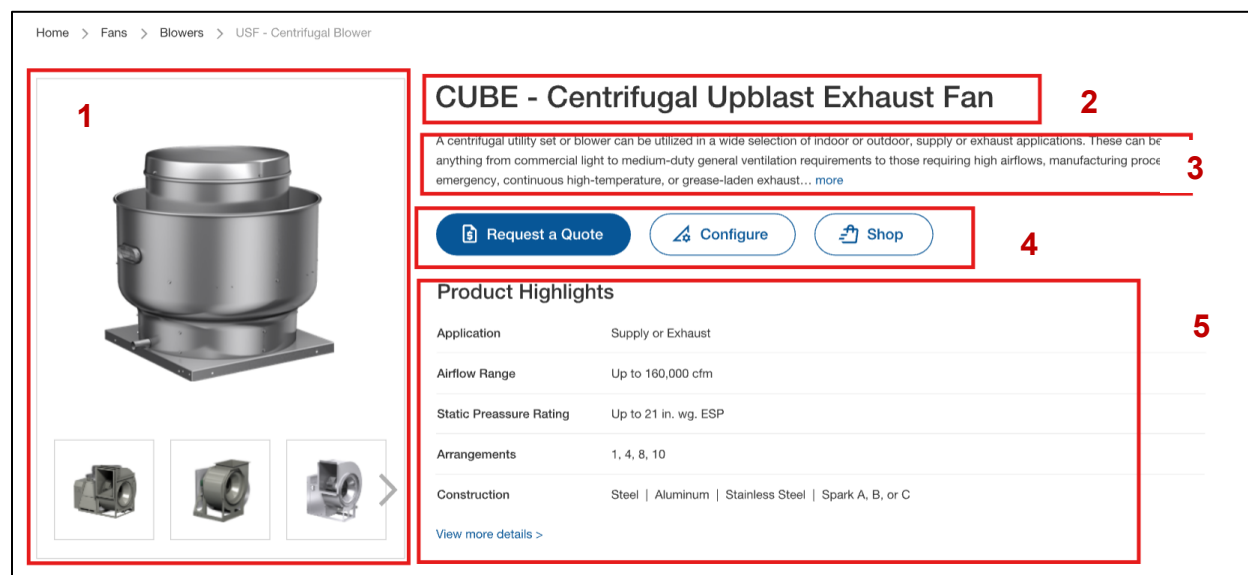 Home > Fans > Blowers > USF - Centrifugal Blower
1
CUBE - Centrifugal Upblast Exhaust Fan
2
A centrifugal utility set or blower can be utilized in a wide selection of indoor or outdoor, supply or exhaust applications. These can be
anything from commercial light to medium-duty general ventilation requirements to those requiring high airflows, manufacturing proce
3
emergency, continuous high-temperature, or grease-laden exhaust... more
Request a Quote
Configure
Shop
4
Product Highlights
5
Application Supply or Exhaust
Airflow Range Up to 160,000 cfm
Static Preassure Rating Up to 21 in. wg. ESP
Arrangements 1, 4, 8, 10
Construction Steel | Aluminum | Stainless Steel | Spark A, B, or C
View more details >